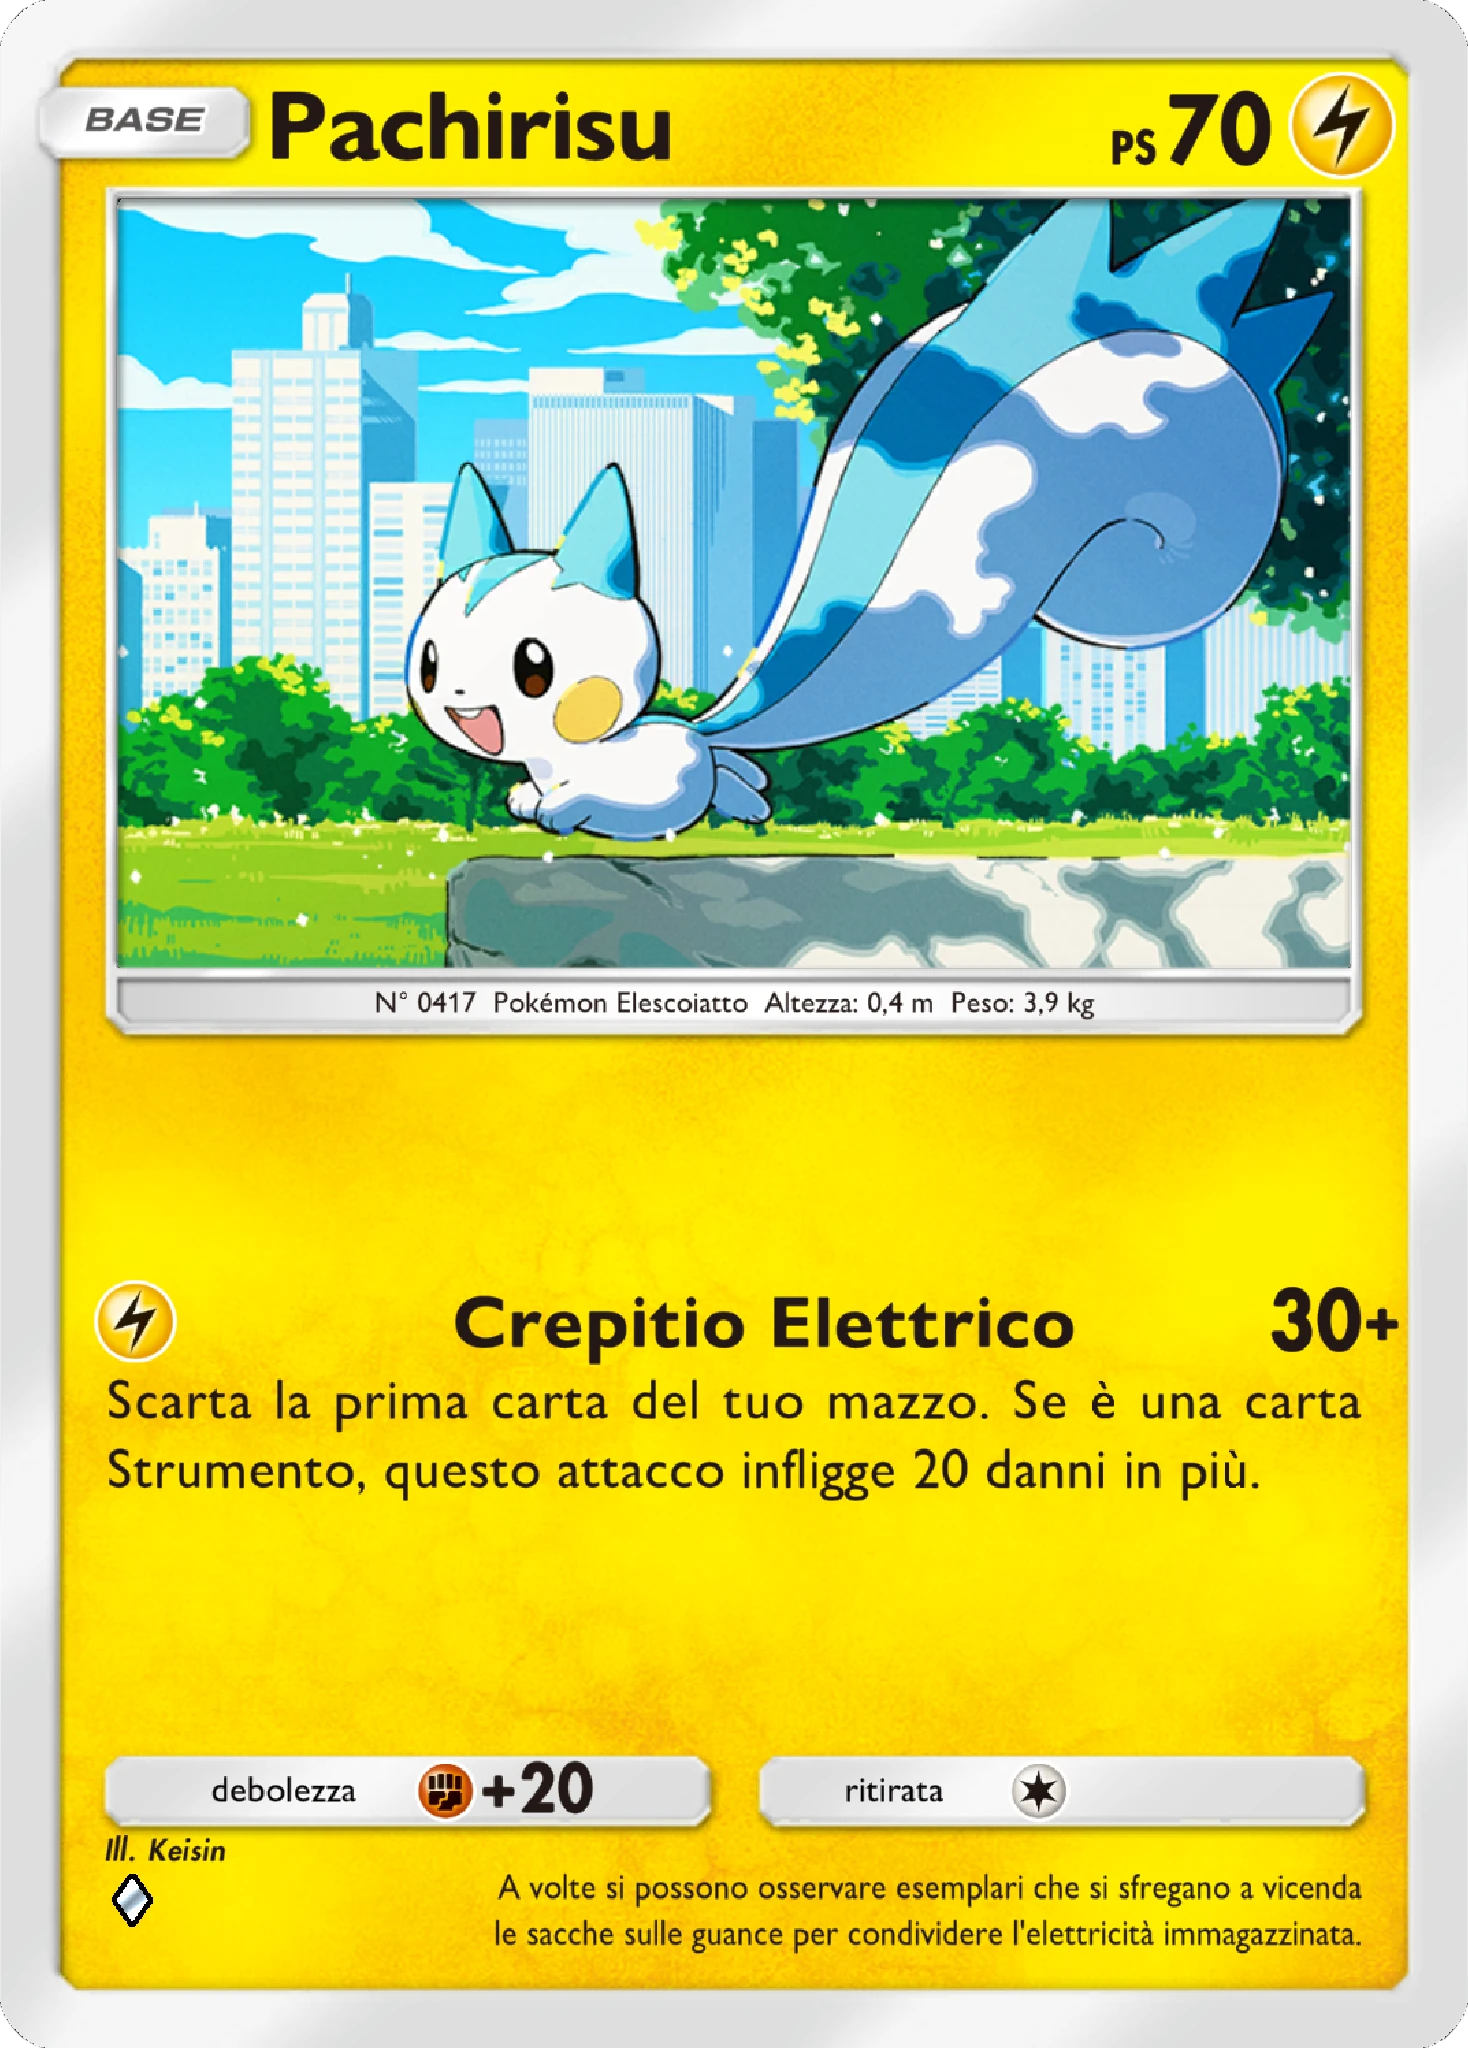 BASE Pachirisu PS 70
N° 0417 Pokémon Elescoiatto Altezza: 0,4 m Peso: 3,9 kg
Crepitio Elettrico 30+
Scarta la prima carta del tuo mazzo. Se è una carta
Strumento, questo attacco infligge 20 danni in più.
debolezza +20 ritirata
Ill. Keisin
A volte si possono osservare esemplari che si sfregano a vicenda
le sacche sulle guance per condividere l'elettricità immagazzinata.